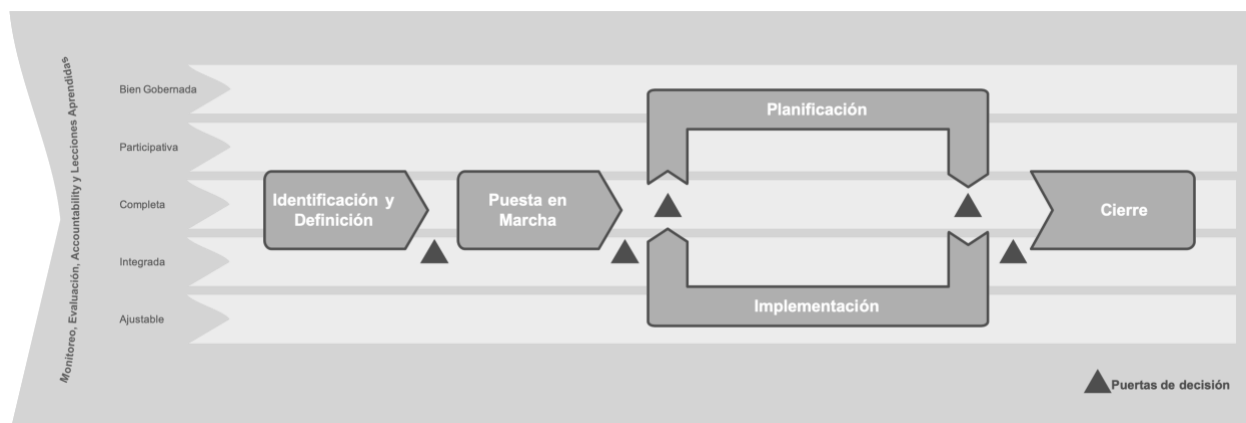 Monitoreo, Evaluación, Accountability y Lecciones Aprendidas
Bien Gobernada
Participativa
Completa
Integrada
Ajustable
Identificación y
Definición
Puesta en
Marcha
Planificación
Implementación
Cierre
Puertas de decisión